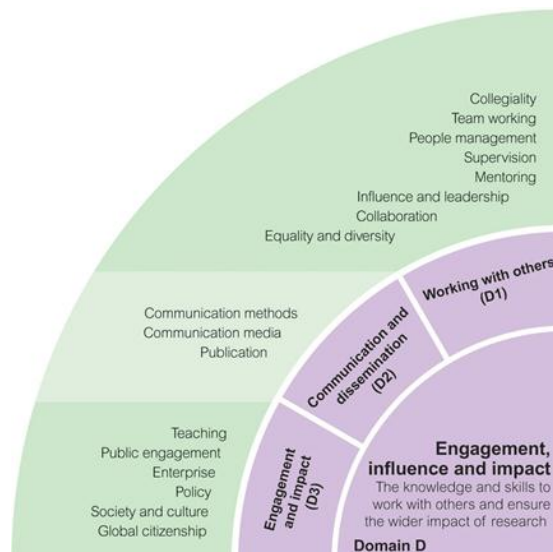 Collegiality
Team working
People management
Supervision
Mentoring
Influence and leadership
Collaboration
Equality and diversity
Working with others
(D1)
Communication methods
Communication media
Publication
Communication and
dissemination
(D2)
Teaching
Public engagement
Enterprise
Policy
Society and culture
Global citizenship
Engagement
and impact
(D3)
Engagement,
influence and impact
The knowledge and skills to
work with others and ensure
the wider impact of research
Domain D